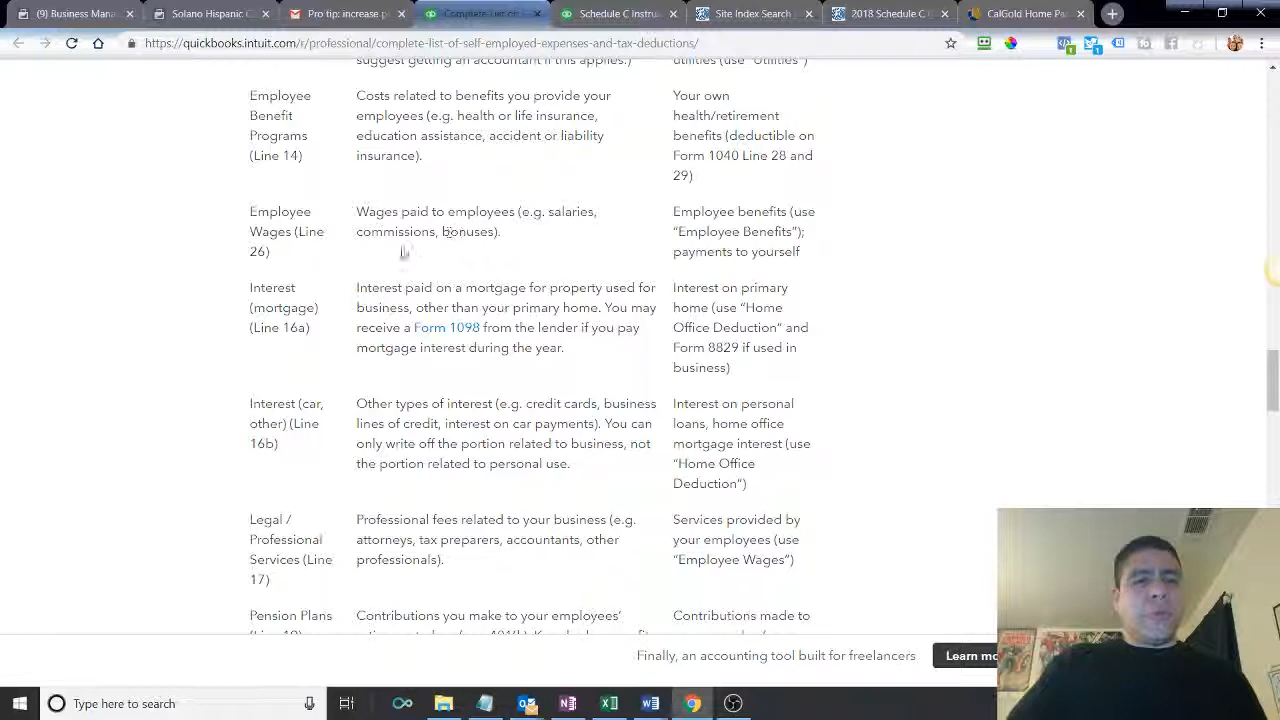 (9) Business Mana
Solano Hispanic C
Pro tip: increase p
Complete List of S
Schedule C Instruc
Site Index Search
2018 Schedule C (
CalGold Home Pa
https://quickbooks.intuit.com/r/professional/complete-list-of-self-employed-expenses-and-tax-deductions/
suggest getting an accountant if this applies.)
utilities (use "Utilities")
Employee
Benefit
Programs
(Line 14)
Costs related to benefits you provide your
employees (e.g. health or life insurance,
education assistance, accident or liability
insurance).
Your own
health/retirement
benefits (deductible on
Form 1040 Line 28 and
29)
Employee
Wages (Line
26)
Wages paid to employees (e.g. salaries,
commissions, bonuses).
Employee benefits (use
“Employee Benefits”);
payments to yourself
Interest
(mortgage)
(Line 16a)
Interest paid on a mortgage for property used for
business, other than your primary home. You may
receive a Form 1098 from the lender if you pay
mortgage interest during the year.
Interest on primary
home (use “Home
Office Deduction” and
Form 8829 if used in
business)
Interest (car,
other) (Line
16b)
Other types of interest (e.g. credit cards, business
lines of credit, interest on car payments). You can
only write off the portion related to business, not
the portion related to personal use.
Interest on personal
loans, home office
mortgage interest (use
“Home Office
Deduction”)
Legal /
Professional
Services (Line
17)
Professional fees related to your business (e.g.
attorneys, tax preparers, accountants, other
professionals).
Services provided by
your employees (use
“Employee Wages”)
Pension Plans
Contributions you make to your employees’
Contributions made to
Finally, an accounting tool built for freelancers
Learn mo
Type here to search